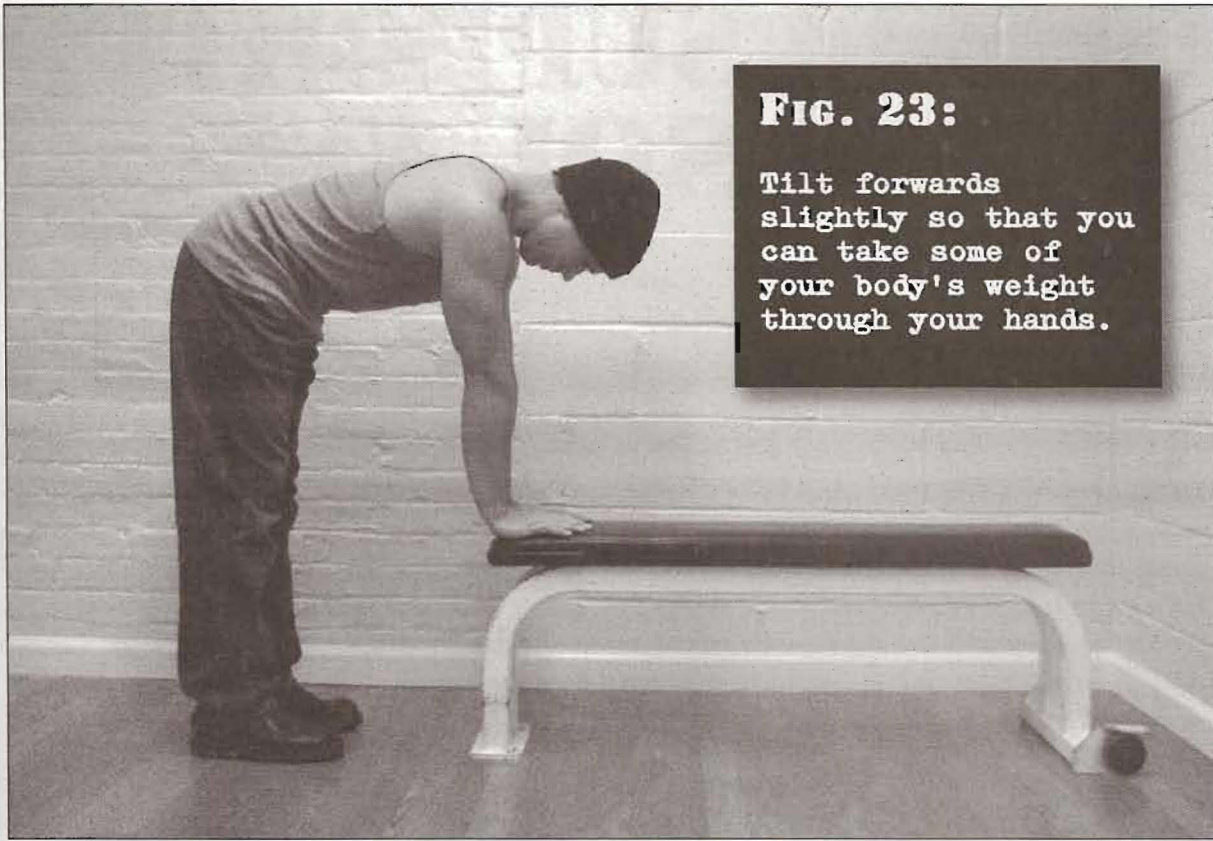 FIG. 23:
Tilt forwards
slightly so that you
can take some of
your body's weight
through your hands.